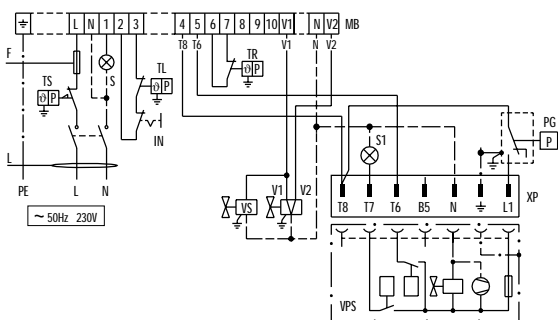 L N 1 2 3 4 5 6 7 8 9 10 V1 N V2 MB
T8 T6 V1 N V2
F
TS
ϑ P
S
TL
ϑ P
TR
ϑ P
IN
L
PE L N
~ 50Hz 230V
S1
PG
P
VS
V1 V2
T8 T7 T6 B5 N L1
XP
VPS